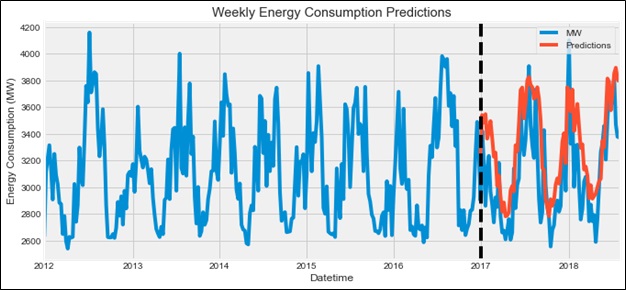 Weekly Energy Consumption Predictions
MW
Predictions
Energy Consumption (MW)
4200
4000
3800
3600
3400
3200
3000
2800
2600
2012 2013 2014 2015 2016 2017 2018
Datetime